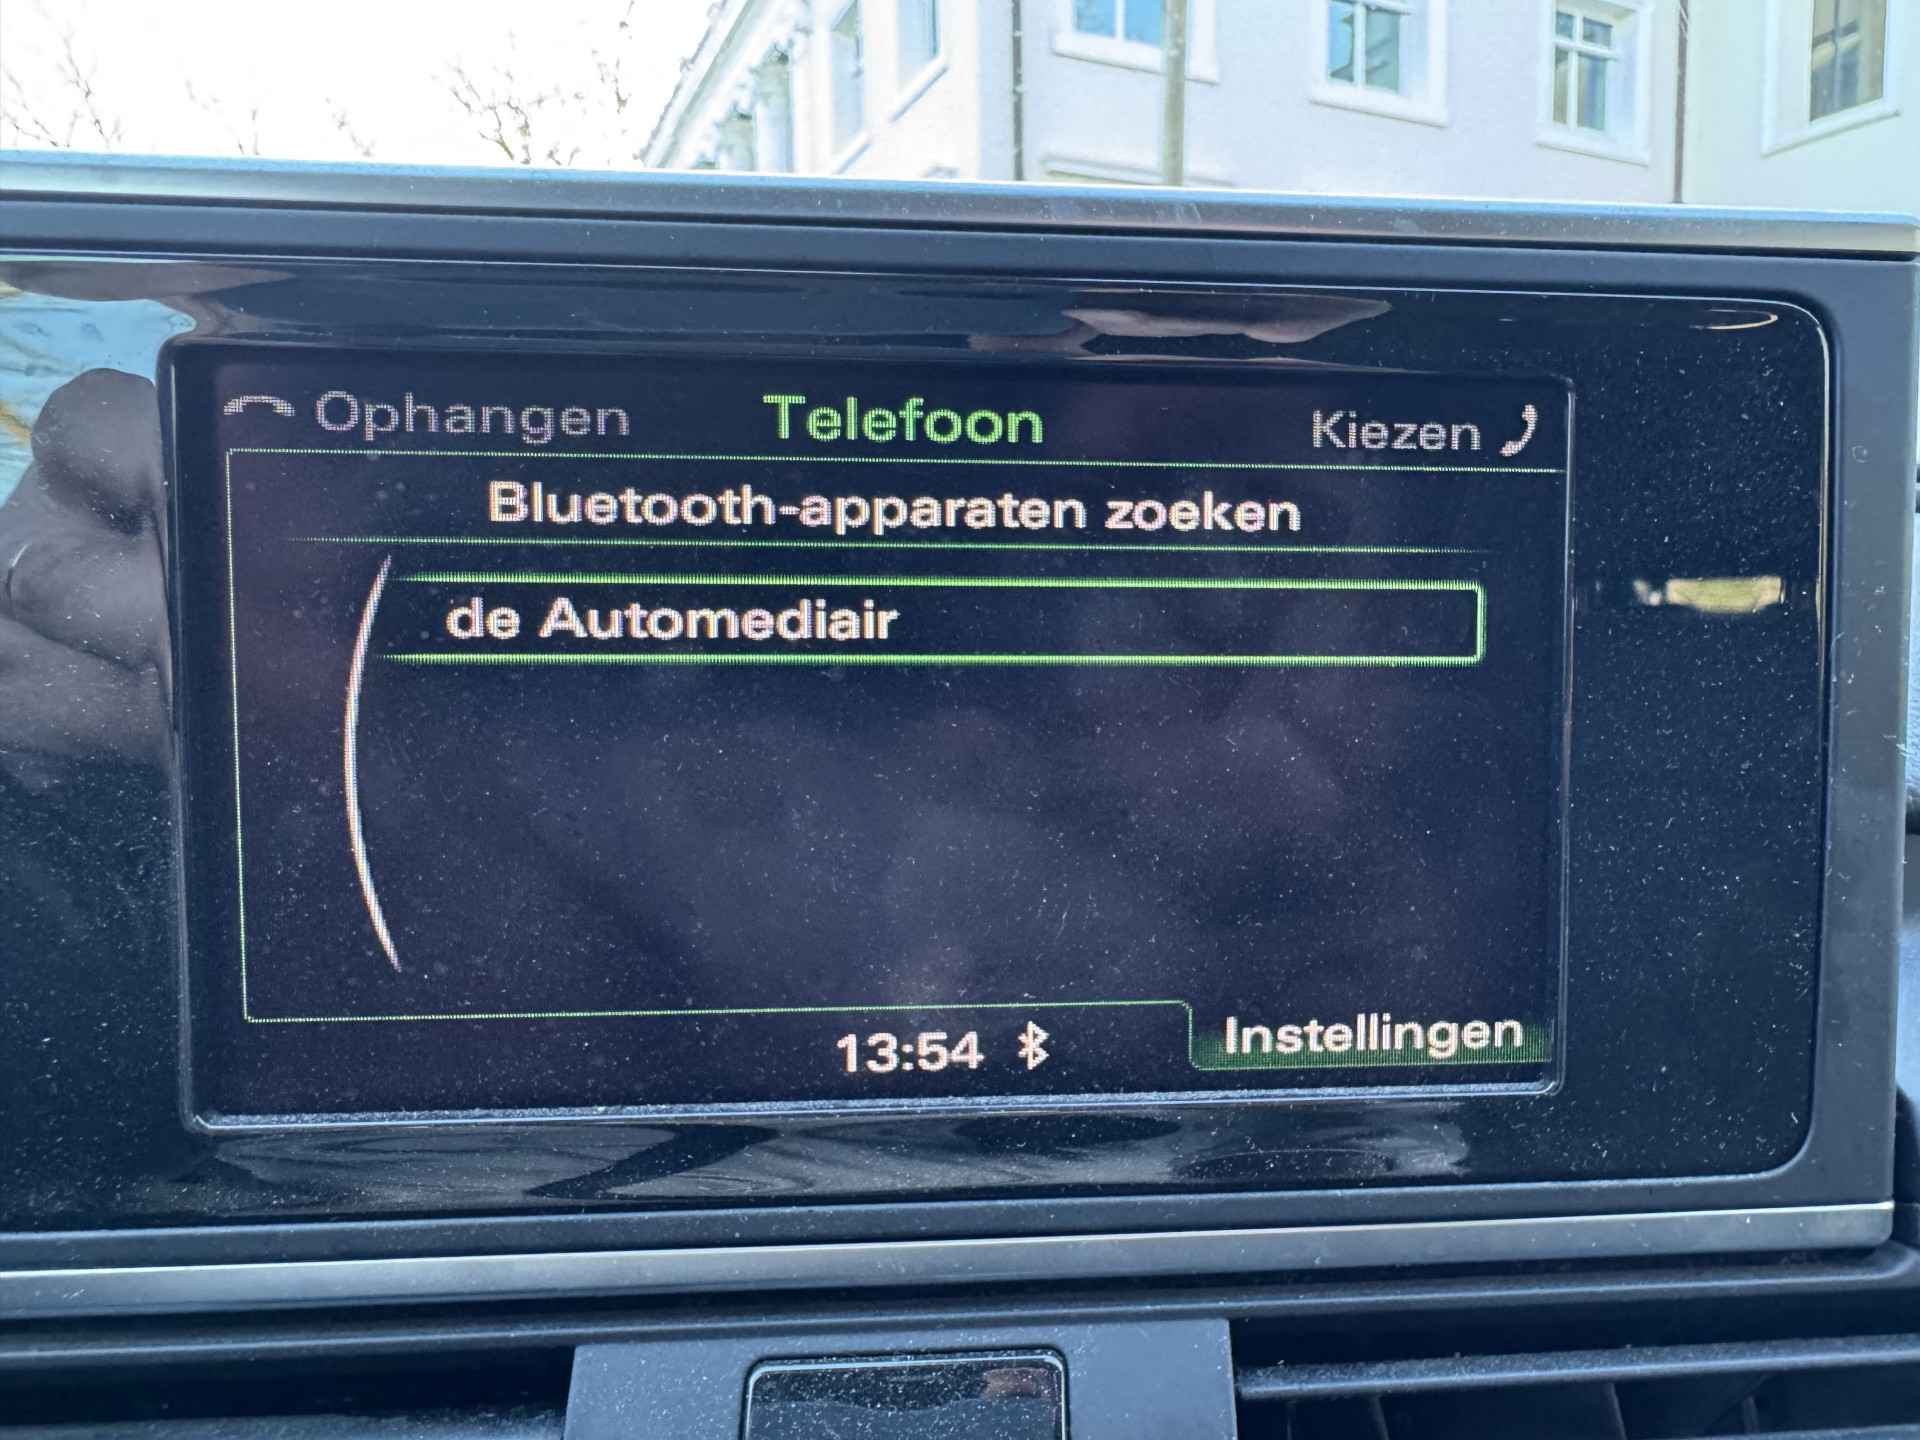 Ophangen Telefoon Kiezen
Bluetooth-apparaten zoeken
de Automediair
13:54 Instellingen